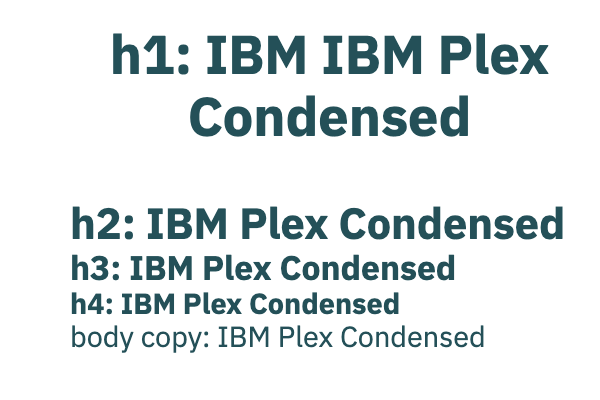 h1: IBM IBM Plex
Condensed
h2: IBM Plex Condensed
h3: IBM Plex Condensed
h4: IBM Plex Condensed
body copy: IBM Plex Condensed